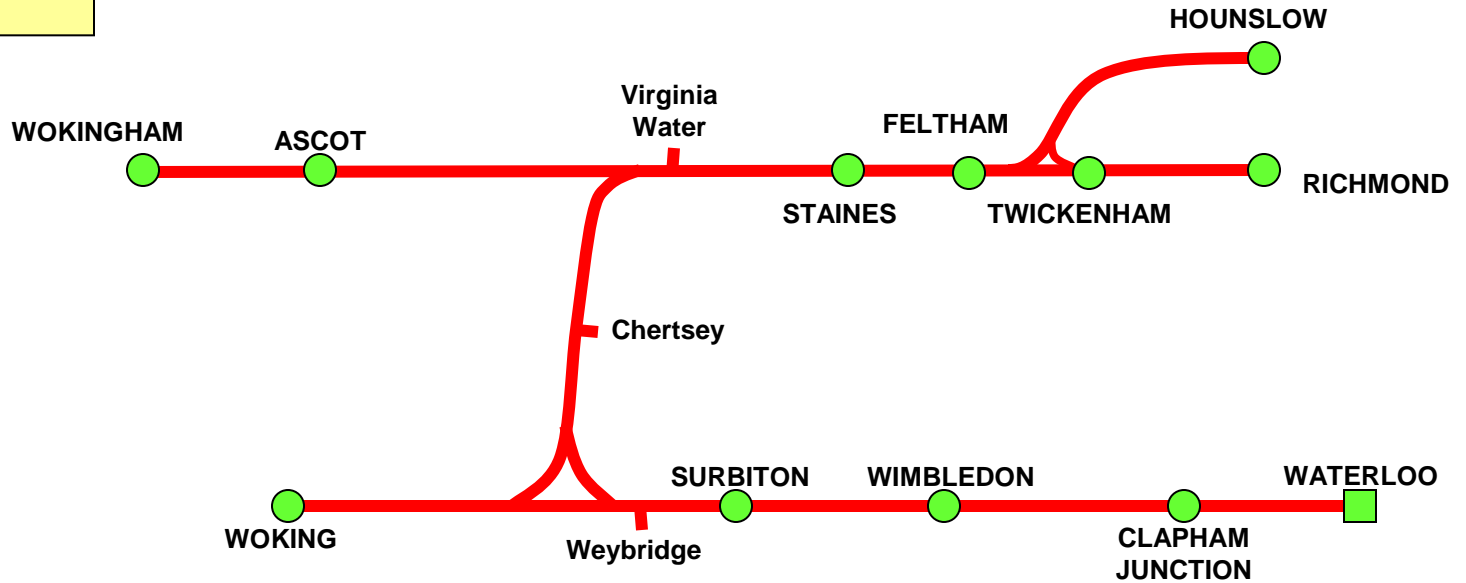 HOUNSLOW
Virginia
Water
FELTHAM
WOKINGHAM
ASCOT
RICHMOND
STAINES
TWICKENHAM
Chertsey
SURBITON
WIMBLEDON
WATERLOO
WOKING
Weybridge
CLAPHAM
JUNCTION